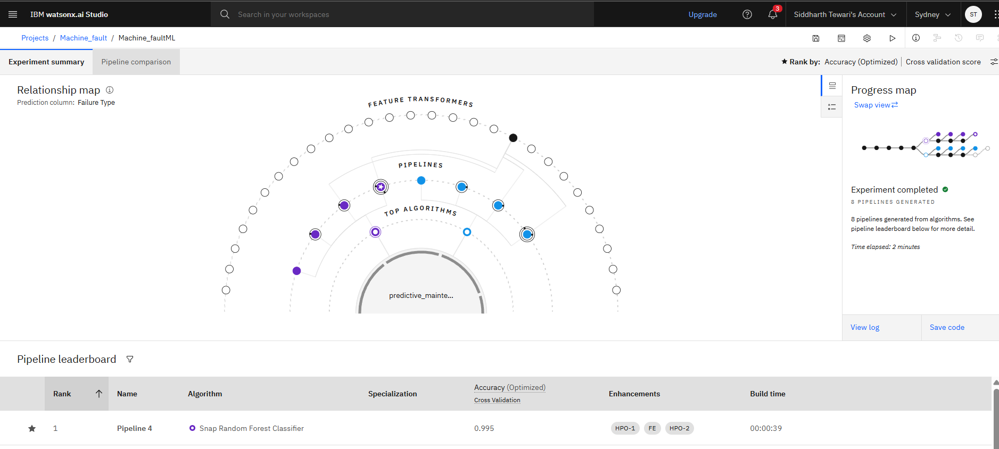 IBM watsonx.ai Studio
Search in your workspaces
Upgrade
3
Siddharth Tewari's Account
Sydney
ST
Projects / Machine_fault / Machine_faultML
Experiment summary
Pipeline comparison
Rank by: Accuracy (Optimized) | Cross validation score
Relationship map
Prediction column: Failure Type
FEATURE TRANSFORMERS
PIPELINES
TOP ALGORITHMS
predictive_mainte...
Progress map
Swap view
Experiment completed
8 PIPELINES GENERATED
8 pipelines generated from algorithms. See
pipeline leaderboard below for more detail.
Time elapsed: 2 minutes
View log
Save code
Pipeline leaderboard
Rank
Name
Algorithm
Specialization
Accuracy (Optimized)
Cross Validation
Enhancements
Build time
1
Pipeline 4
Snap Random Forest Classifier
0.995
HPO-1
FE
HPO-2
00:00:39